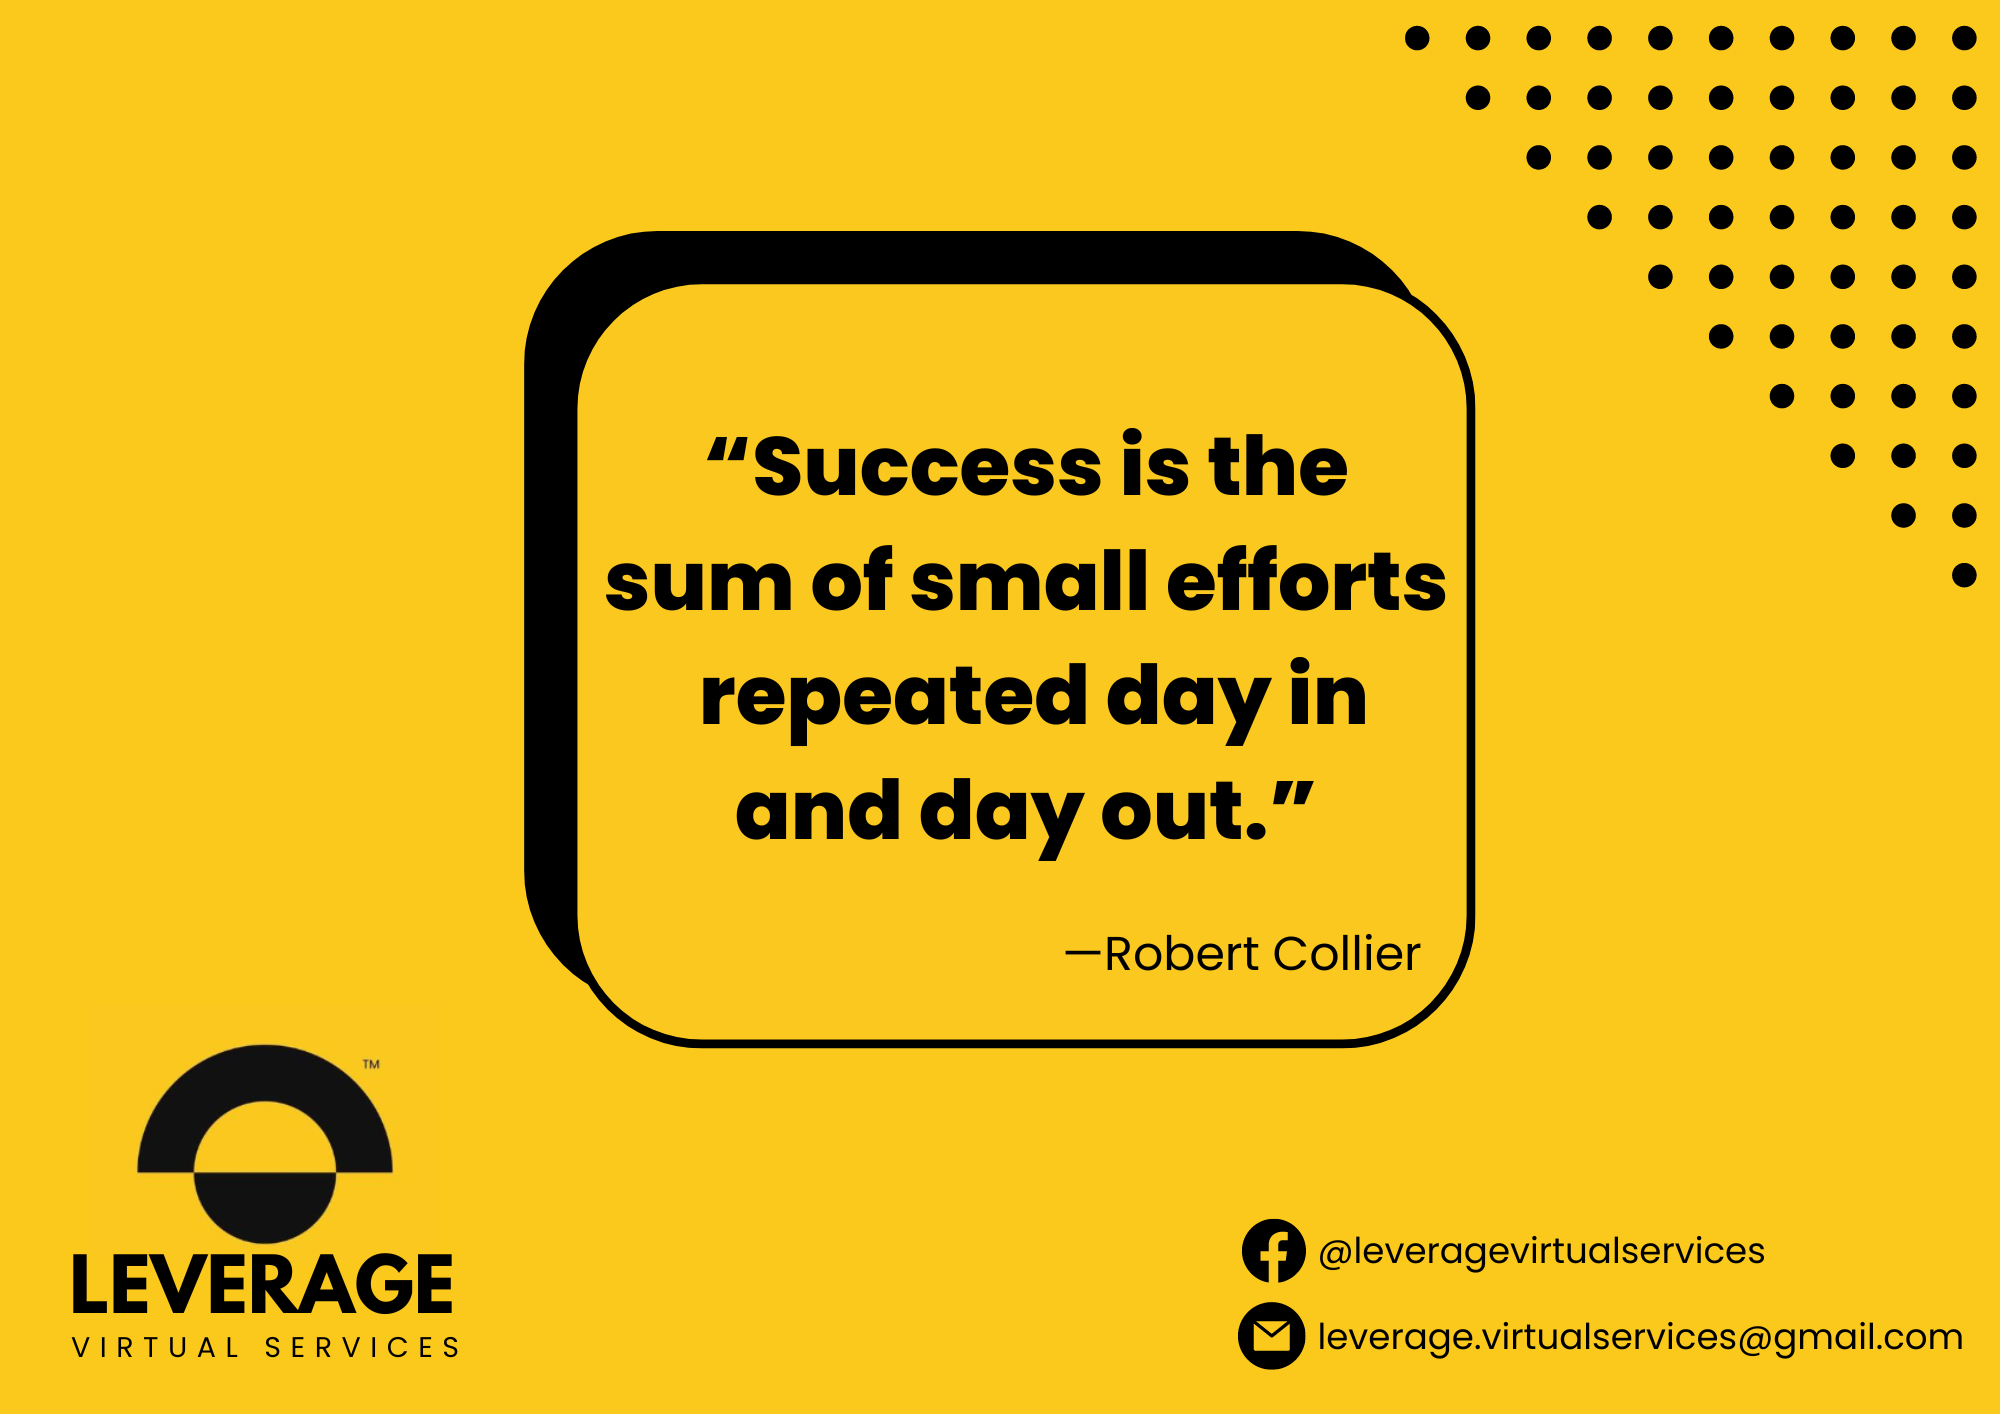 “Success is the
sum of small efforts
repeated day in
and day out.”
—Robert Collier
TM
LEVERAGE
VIRTUAL SERVICES
@leveragevirtualservices
leverage.virtualservices@gmail.com